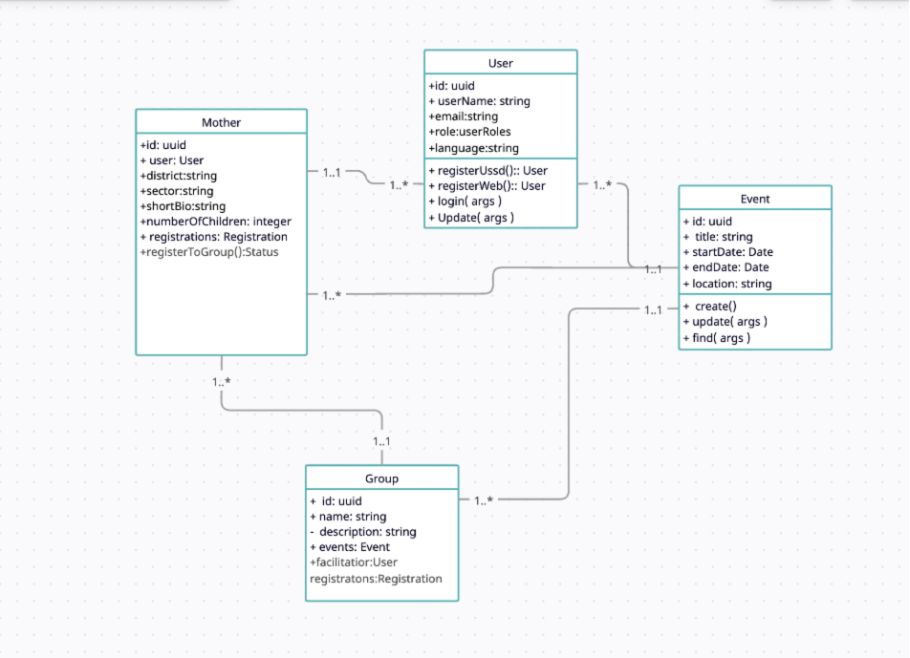 User
+id: uuid
+ userName: string
+email:string
+role:userRoles
+language:string
+ registerUssd():: User
+ registerWeb():: User
+ login( args )
+ Update( args )
Mother
+id: uuid
+ user: User
+district:string
+sector:string
+shortBio:string
+numberOfChildren: integer
+ registrations: Registration
+registerToGroup():Status
1..1
1..*
1..*
Event
+ id: uuid
+ title: string
+ startDate: Date
+ endDate: Date
+ location: string
+ create()
+ update( args )
+ find( args )
1..1
1..*
1..1
1..*
1..1
Group
+ id: uuid
+ name: string
- description: string
+ events: Event
+facilitatior:User
registratons:Registration
1..*